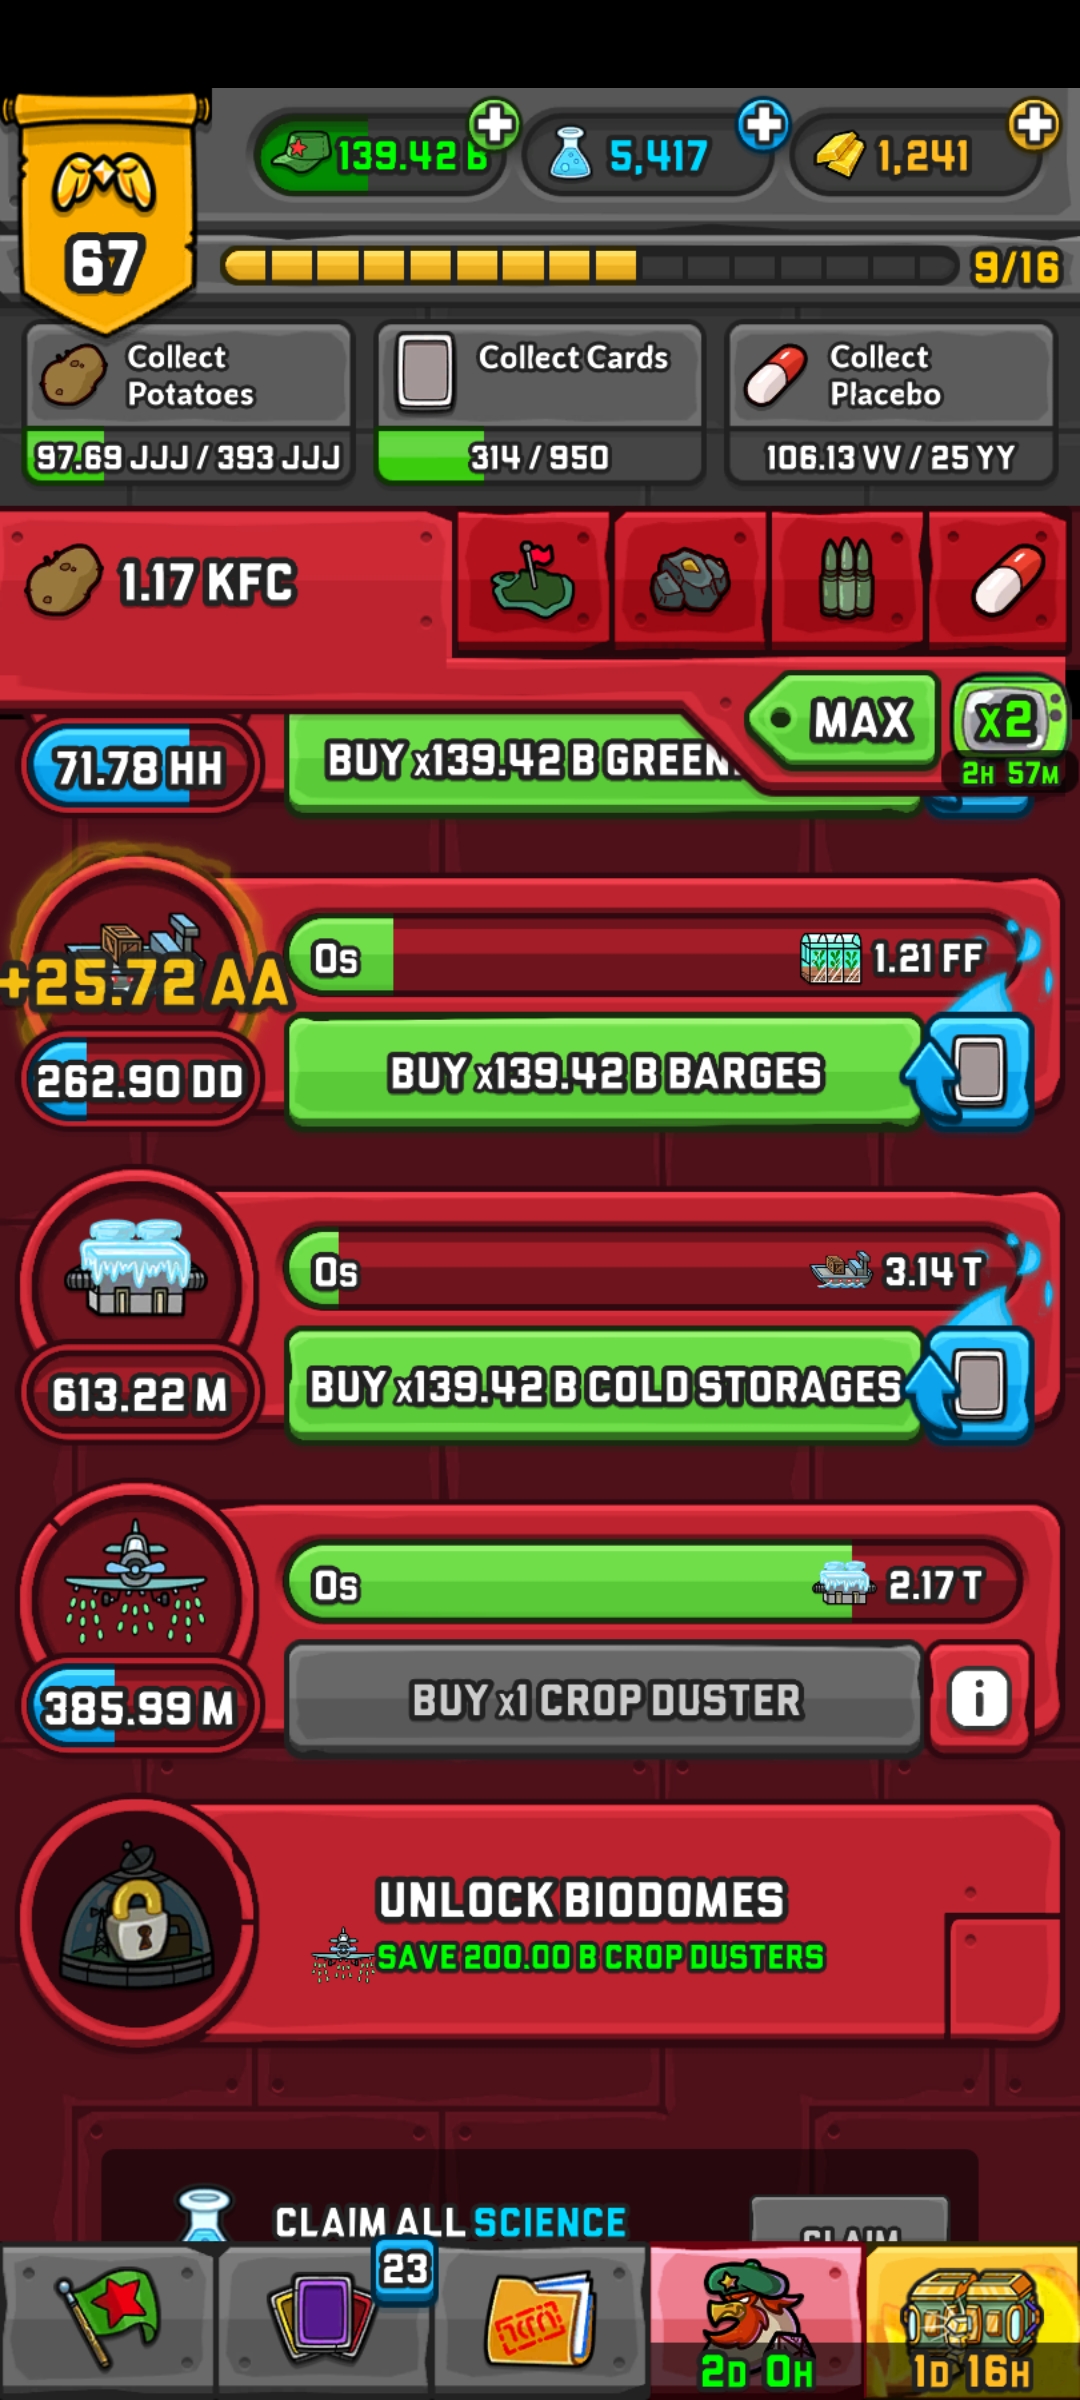 67
139.42 B
5,417
1,241
9/16
Collect
Potatoes
97.69 JJJ / 393 JJJ
Collect Cards
314 / 950
Collect
Placebo
106.13 VV / 25 YY
1.17 KFC
MAX
x2
2H 57M
71.78 HH
BUY x139.42 B GREEN
+25.72 AA
0s
1.21 FF
262.90 DD
BUY x139.42 B BARGES
0s
3.14 T
613.22 M
BUY x139.42 B COLD STORAGES
0s
2.17 T
385.99 M
BUY x1 CROP DUSTER
i
UNLOCK BIODOMES
SAVE 200.00 B CROP DUSTERS
CLAIM ALL SCIENCE
CLAIM
23
2D 0H
1D 16H